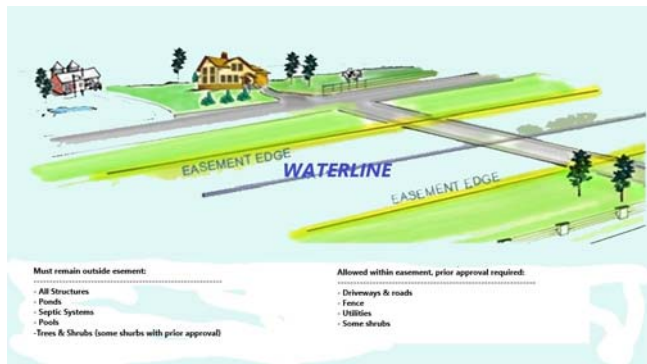 EASEMENT EDGE
WATERLINE
EASEMENT EDGE
Must remain outside esement:
- All Structures
- Ponds
- Septic Systems
- Pools
-Trees & Shrubs (some shurbs with prior approval)
Allowed within easement, prior approval required:
- Driveways & roads
- Fence
- Utilities
- Some shrubs